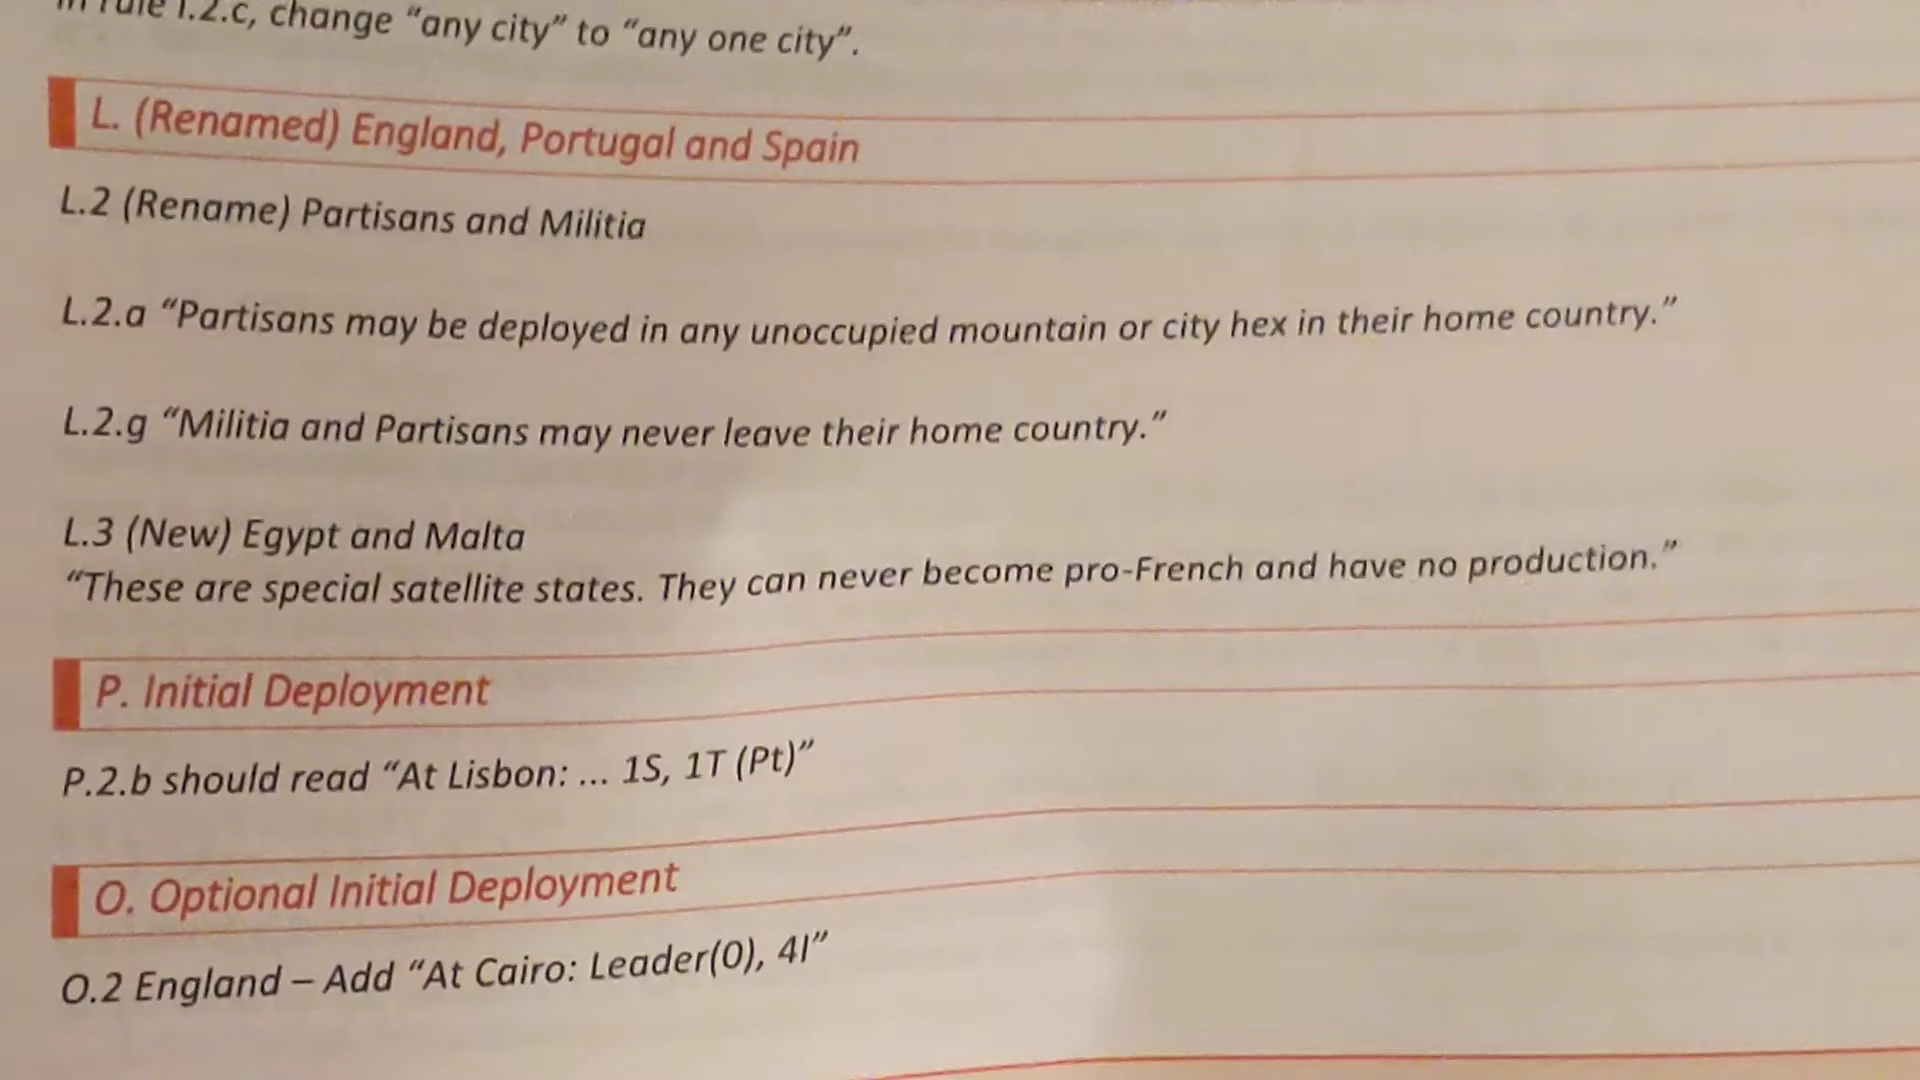 In rule I.2.c, change “any city” to “any one city”.
L. (Renamed) England, Portugal and Spain
L.2 (Rename) Partisans and Militia
L.2.a “Partisans may be deployed in any unoccupied mountain or city hex in their home country.”
L.2.g “Militia and Partisans may never leave their home country.”
L.3 (New) Egypt and Malta
“These are special satellite states. They can never become pro-French and have no production.”
P. Initial Deployment
P.2.b should read “At Lisbon: ... 1S, 1T (Pt)”
O. Optional Initial Deployment
O.2 England – Add “At Cairo: Leader(0), 4I”